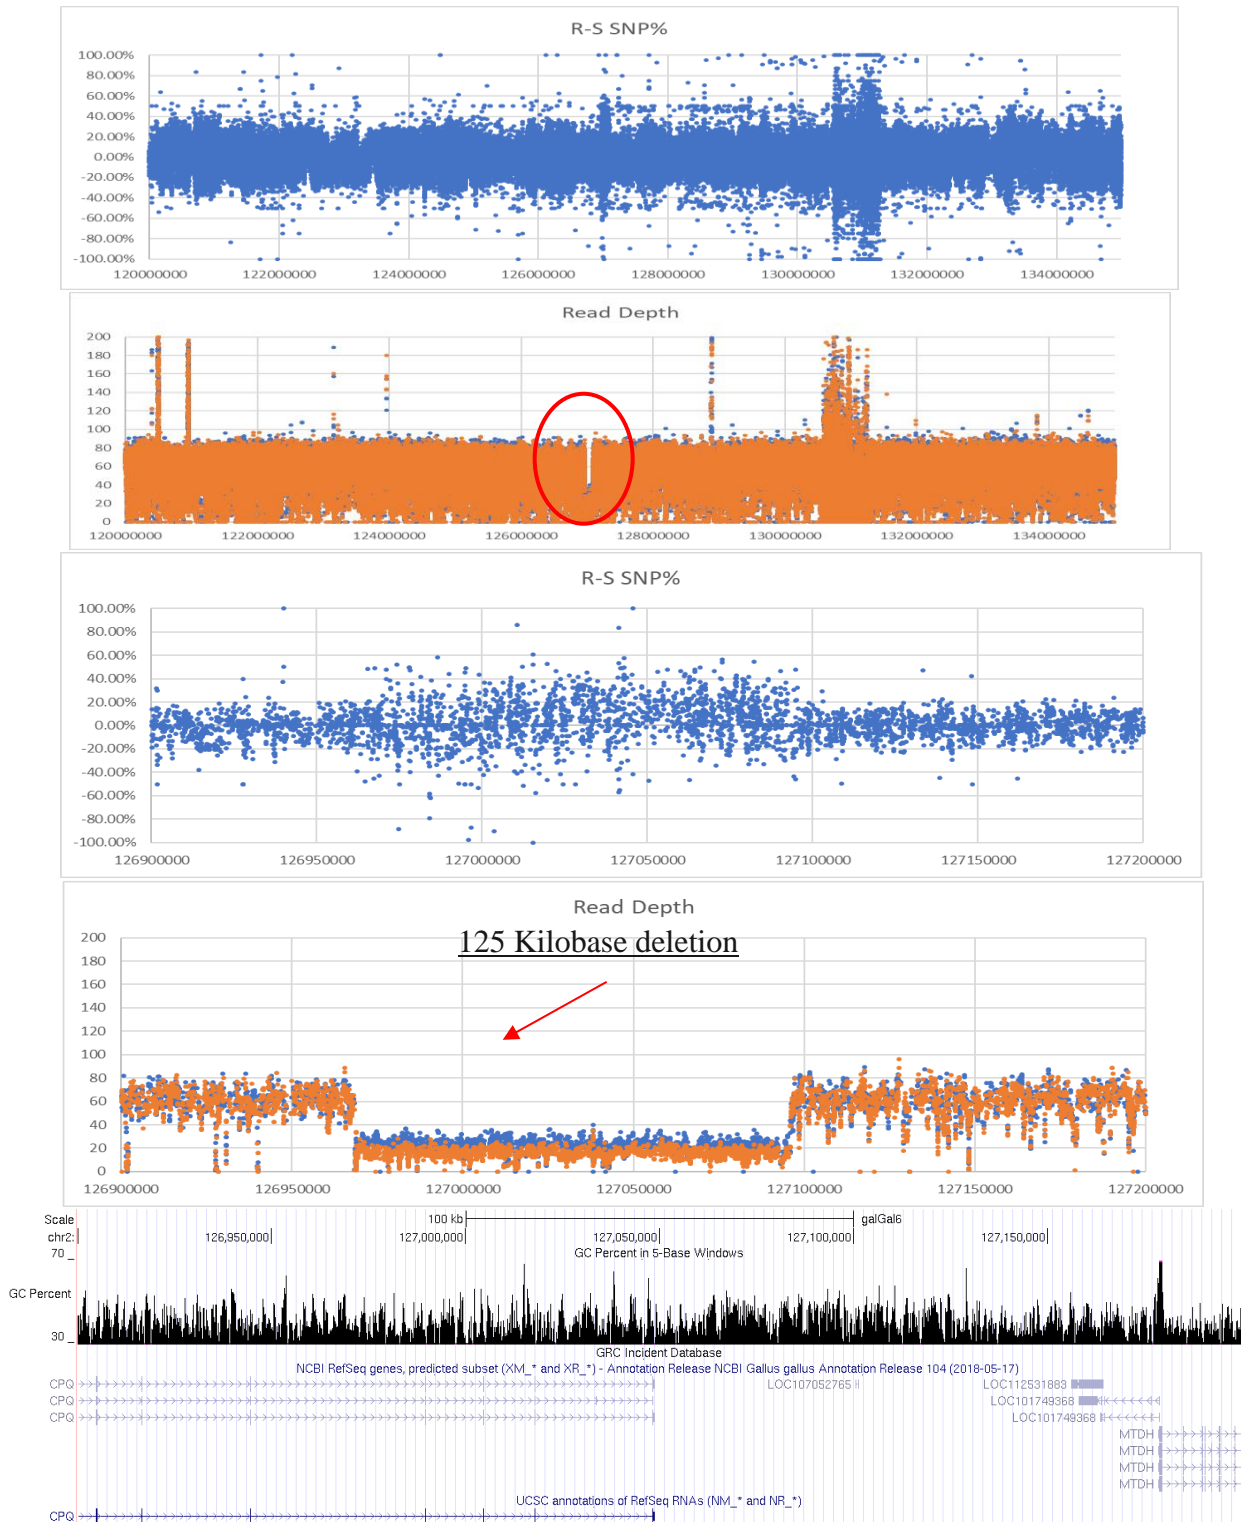 R-S SNP%
100.00%
80.00%
60.00%
40.00%
20.00%
0.00%
-20.00%
-40.00%
-60.00%
-80.00%
-100.00%
120000000 122000000 124000000 126000000 128000000 130000000 132000000 134000000
Read Depth
200
180
160
140
120
100
80
60
40
20
0
120000000 122000000 124000000 126000000 128000000 130000000 132000000 134000000
R-S SNP%
100.00%
80.00%
60.00%
40.00%
20.00%
0.00%
-20.00%
-40.00%
-60.00%
-80.00%
-100.00%
126900000 126950000 127000000 127050000 127100000 127150000 127200000
Read Depth
125 Kilobase deletion
200
180
160
140
120
100
80
60
40
20
0
126900000 126950000 127000000 127050000 127100000 127150000 127200000
Scale 100 kb galGal6
chr2: 126,950,000 127,000,000 127,050,000 127,100,000 127,150,000
70 _ GC Percent in 5-Base Windows
GC Percent
30 _
GRC Incident Database
NCBI RefSeq genes, predicted subset (XM_* and XR_*) - Annotation Release NCBI Gallus gallus Annotation Release 104 (2018-05-17)
CPQ LOC107052765 LOC112531883
CPQ LOC101749368
CPQ LOC101749368
MTDH
MTDH
MTDH
MTDH
UCSC annotations of RefSeq RNAs (NM_* and NR_*)
CPQ